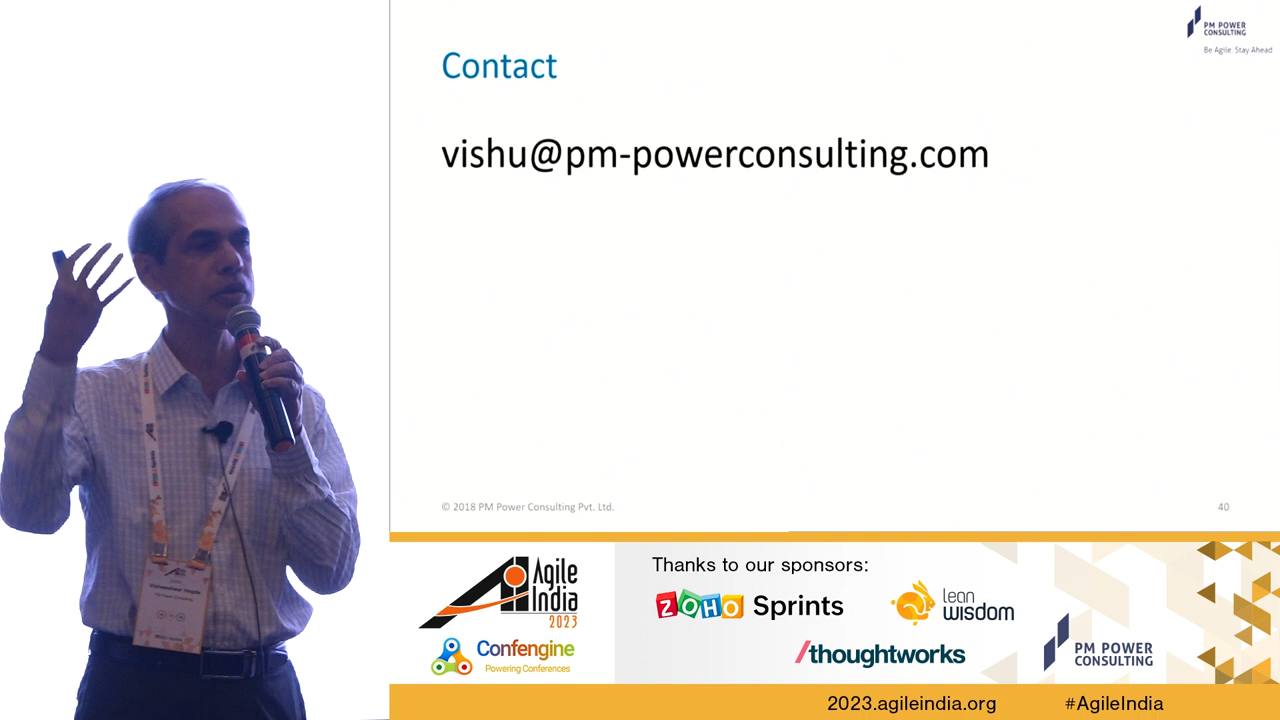 PM POWER
CONSULTING
Be Agile Stay Ahead
Contact
vishu@pm-powerconsulting.com
© 2018 PM Power Consulting Pvt. Ltd.
40
Agile
India
2023
Confengine
Powering Conferences
Thanks to our sponsors:
ZOHO Sprints
lean
wisdom
/thoughtworks
PM POWER
CONSULTING
2023.agileindia.org
#AgileIndia